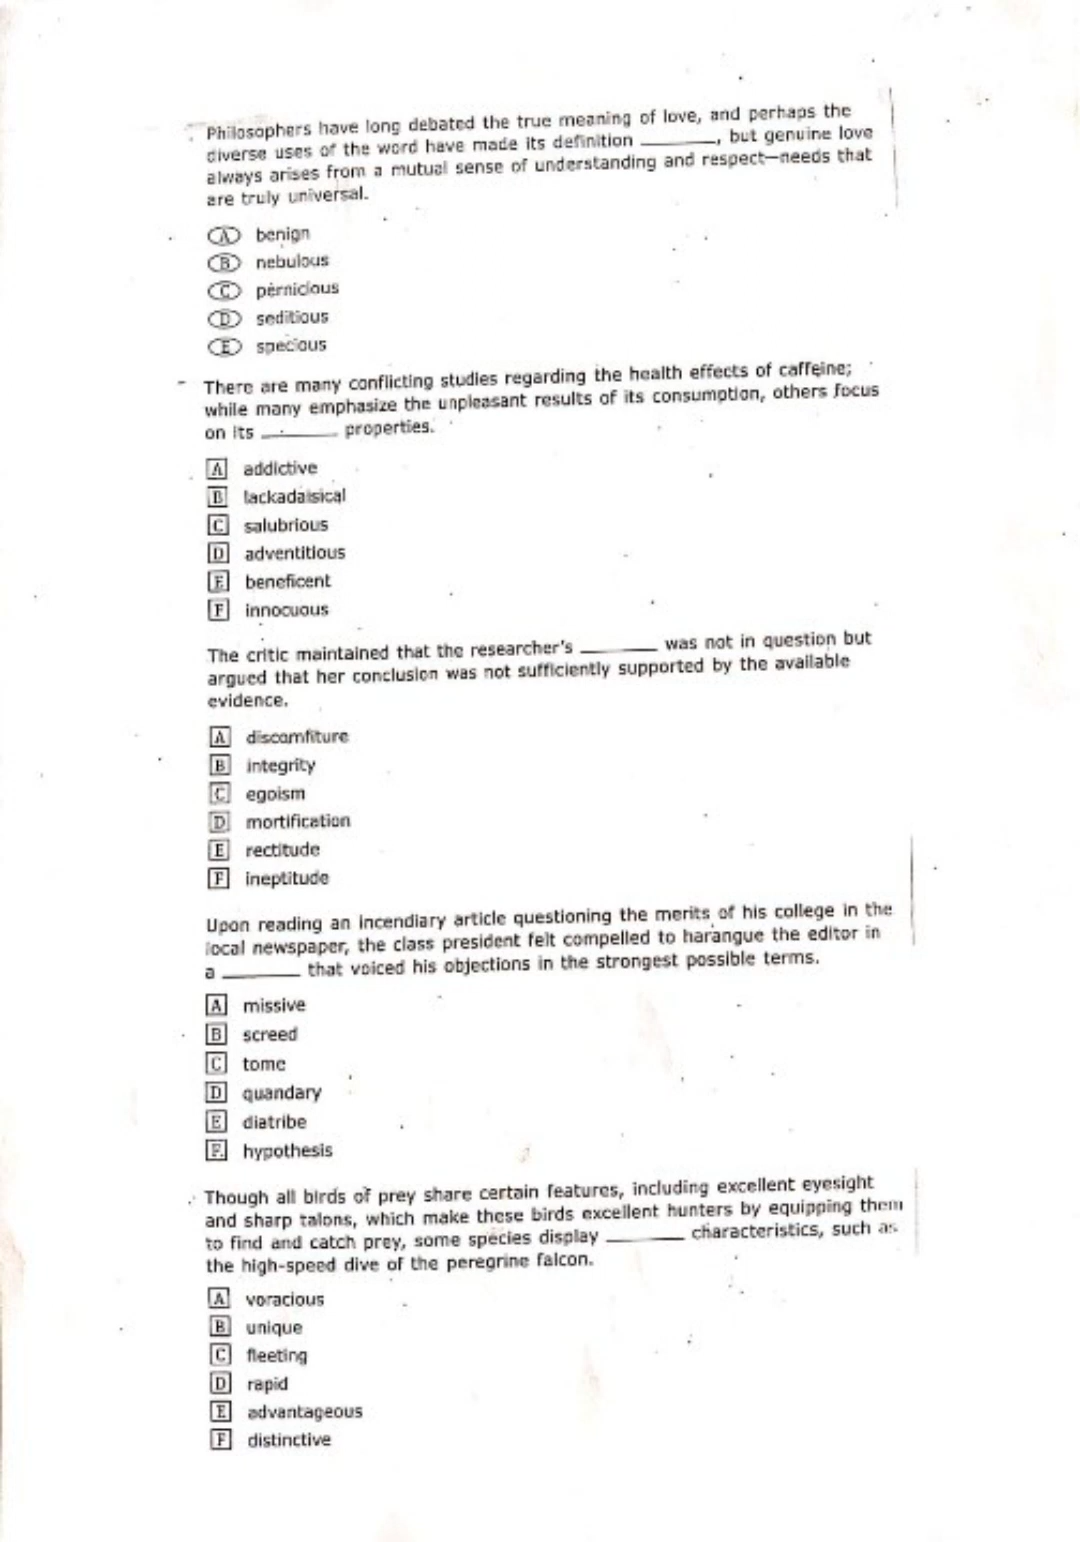 Philosophers have long debated the true meaning of love, and perhaps the
diverse uses of the word have made its definition ________, but genuine love
always arises from a mutual sense of understanding and respect—needs that
are truly universal.
A benign
B nebulous
C pernicious
D seditious
E specious
There are many conflicting studies regarding the health effects of caffeine;
while many emphasize the unpleasant results of its consumption, others focus
on its ________ properties.
A addictive
B lackadaisical
C salubrious
D adventitious
E beneficent
F innocuous
The critic maintained that the researcher's ________ was not in question but
argued that her conclusion was not sufficiently supported by the available
evidence.
A discomfiture
B integrity
C egoism
D mortification
E rectitude
F ineptitude
Upon reading an incendiary article questioning the merits of his college in the
local newspaper, the class president felt compelled to harangue the editor in
a ________ that voiced his objections in the strongest possible terms.
A missive
B screed
C tome
D quandary
E diatribe
F. hypothesis
Though all birds of prey share certain features, including excellent eyesight
and sharp talons, which make these birds excellent hunters by equipping them
to find and catch prey, some species display ________ characteristics, such as
the high-speed dive of the peregrine falcon.
A voracious
B unique
C fleeting
D rapid
E advantageous
F distinctive